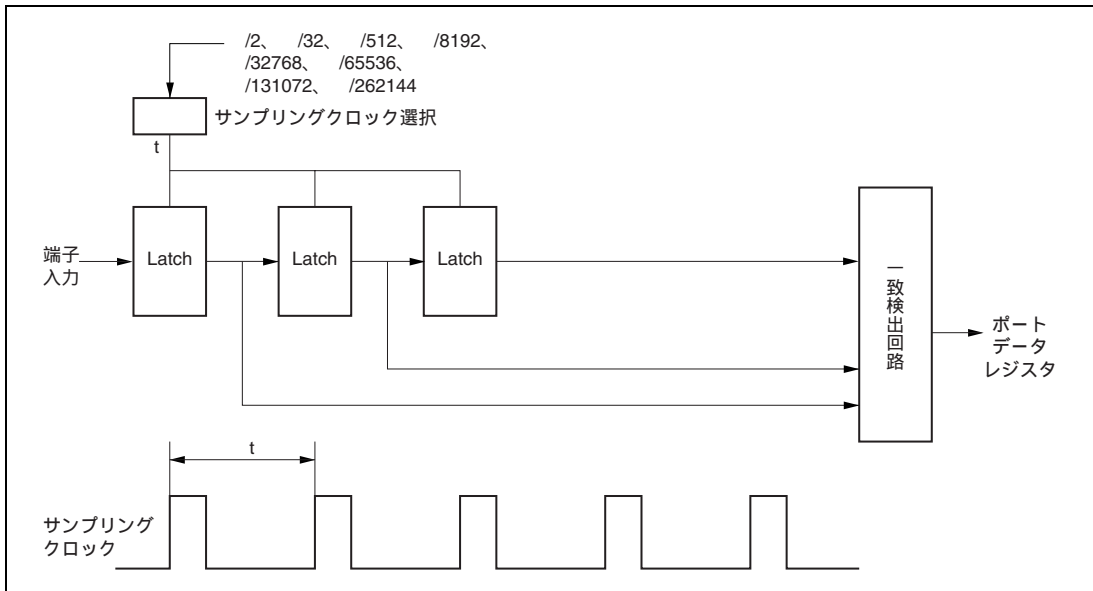 /2、 /32、 /512、 /8192、
/32768、 /65536、
/131072、 /262144
サンプリングクロック選択
t
端子
入力
Latch
Latch
Latch
一致検出回路
ポート
データ
レジスタ
t
サンプリング
クロック